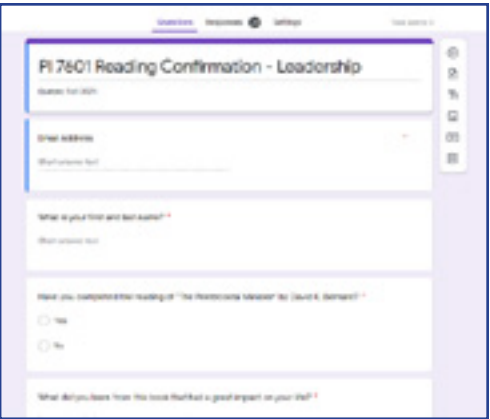 Questions Responses Settings
PI 7601 Reading Confirmation - Leadership
Email Address
Short answer text
What is your first and last name? *
Short answer text
Have you completed the reading of "The Pentecostal Minister" by David K. Bernard? *
Yes
No
What did you learn from this book that had a great impact on your life? *